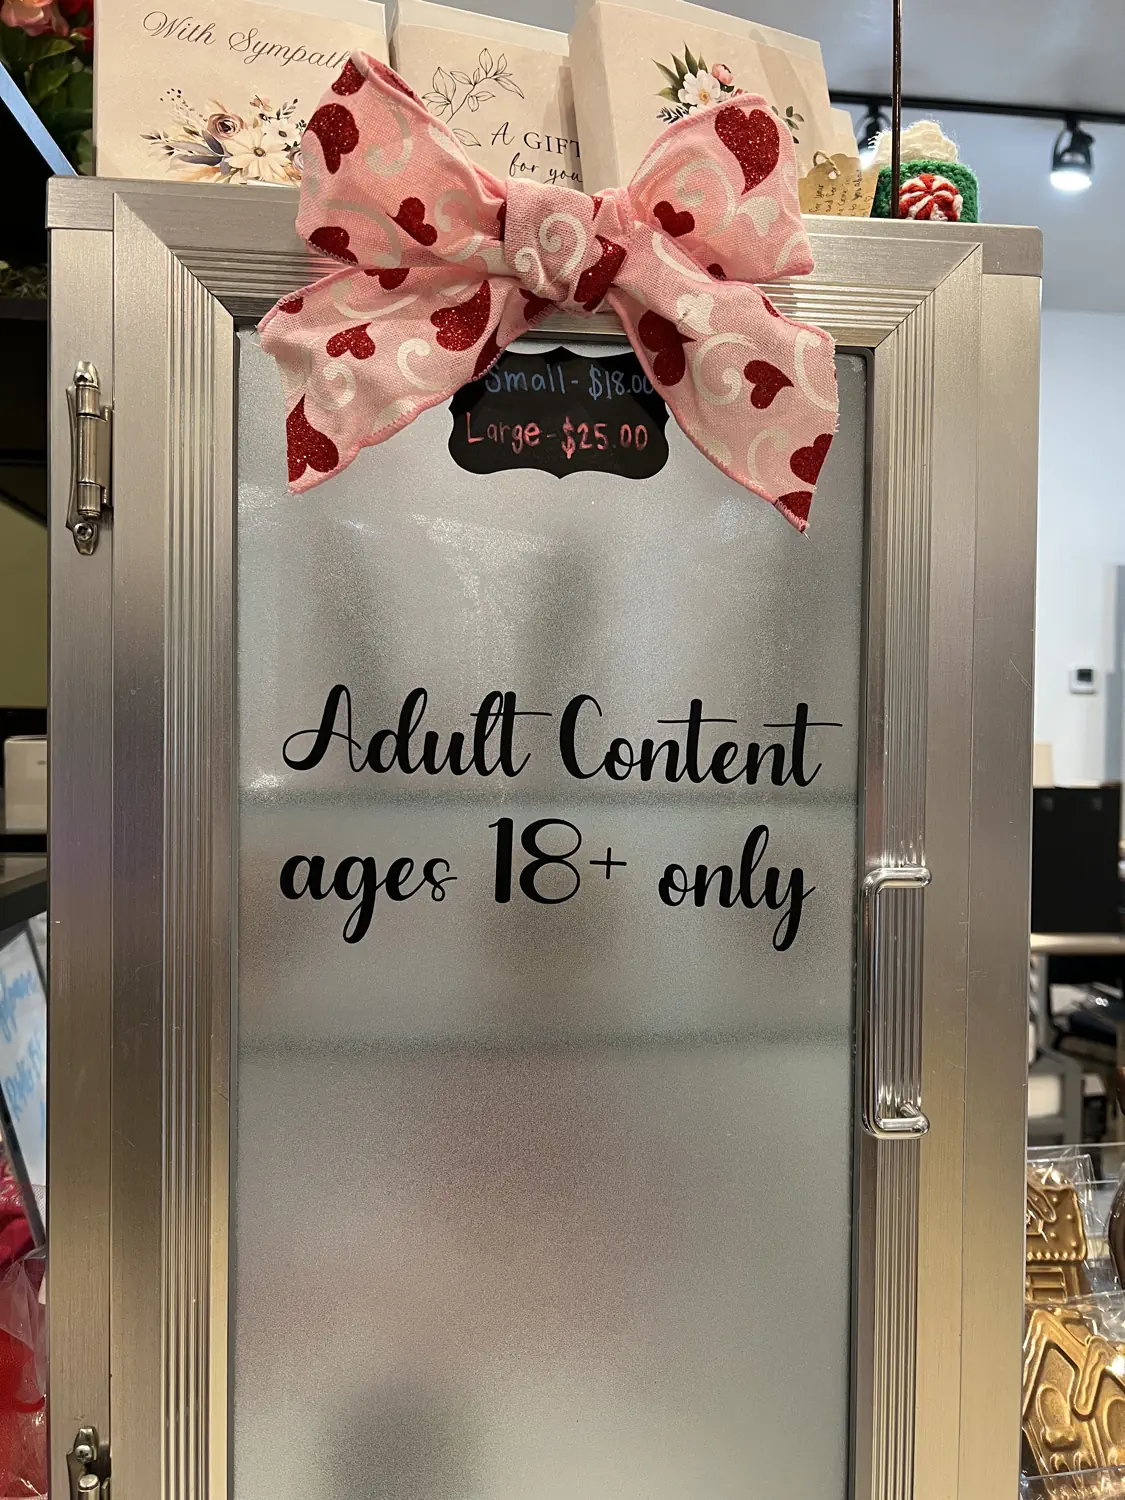 With Sympath
A GIFT
for you
Small - $18.00
Large - $25.00
Adult Content
ages 18+ only